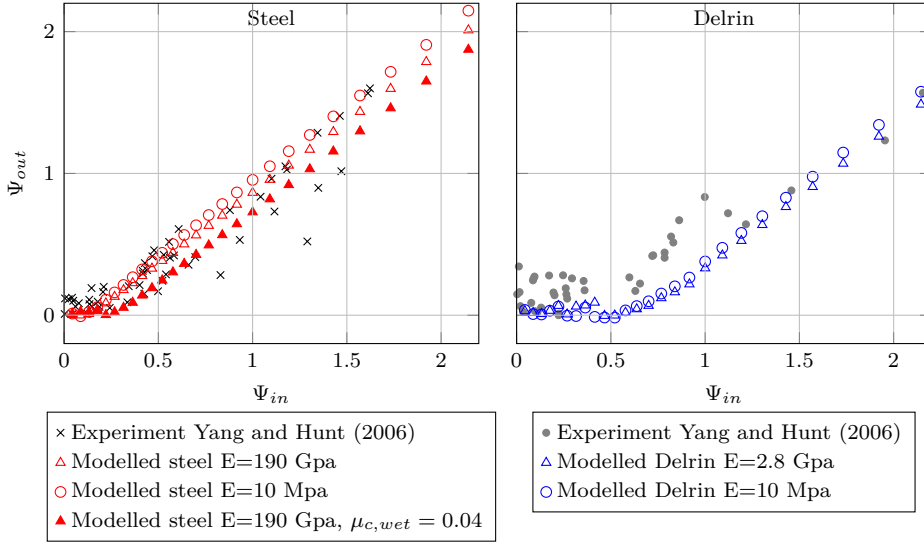 Steel
Delrin
2
1
0
Ψout
0
0.5
1
1.5
2
Ψin
0
0.5
1
1.5
2
Ψin
Experiment Yang and Hunt (2006)
Modelled steel E=190 Gpa
Modelled steel E=10 Mpa
Modelled steel E=190 Gpa, μc,wet = 0.04
Experiment Yang and Hunt (2006)
Modelled Delrin E=2.8 Gpa
Modelled Delrin E=10 Mpa